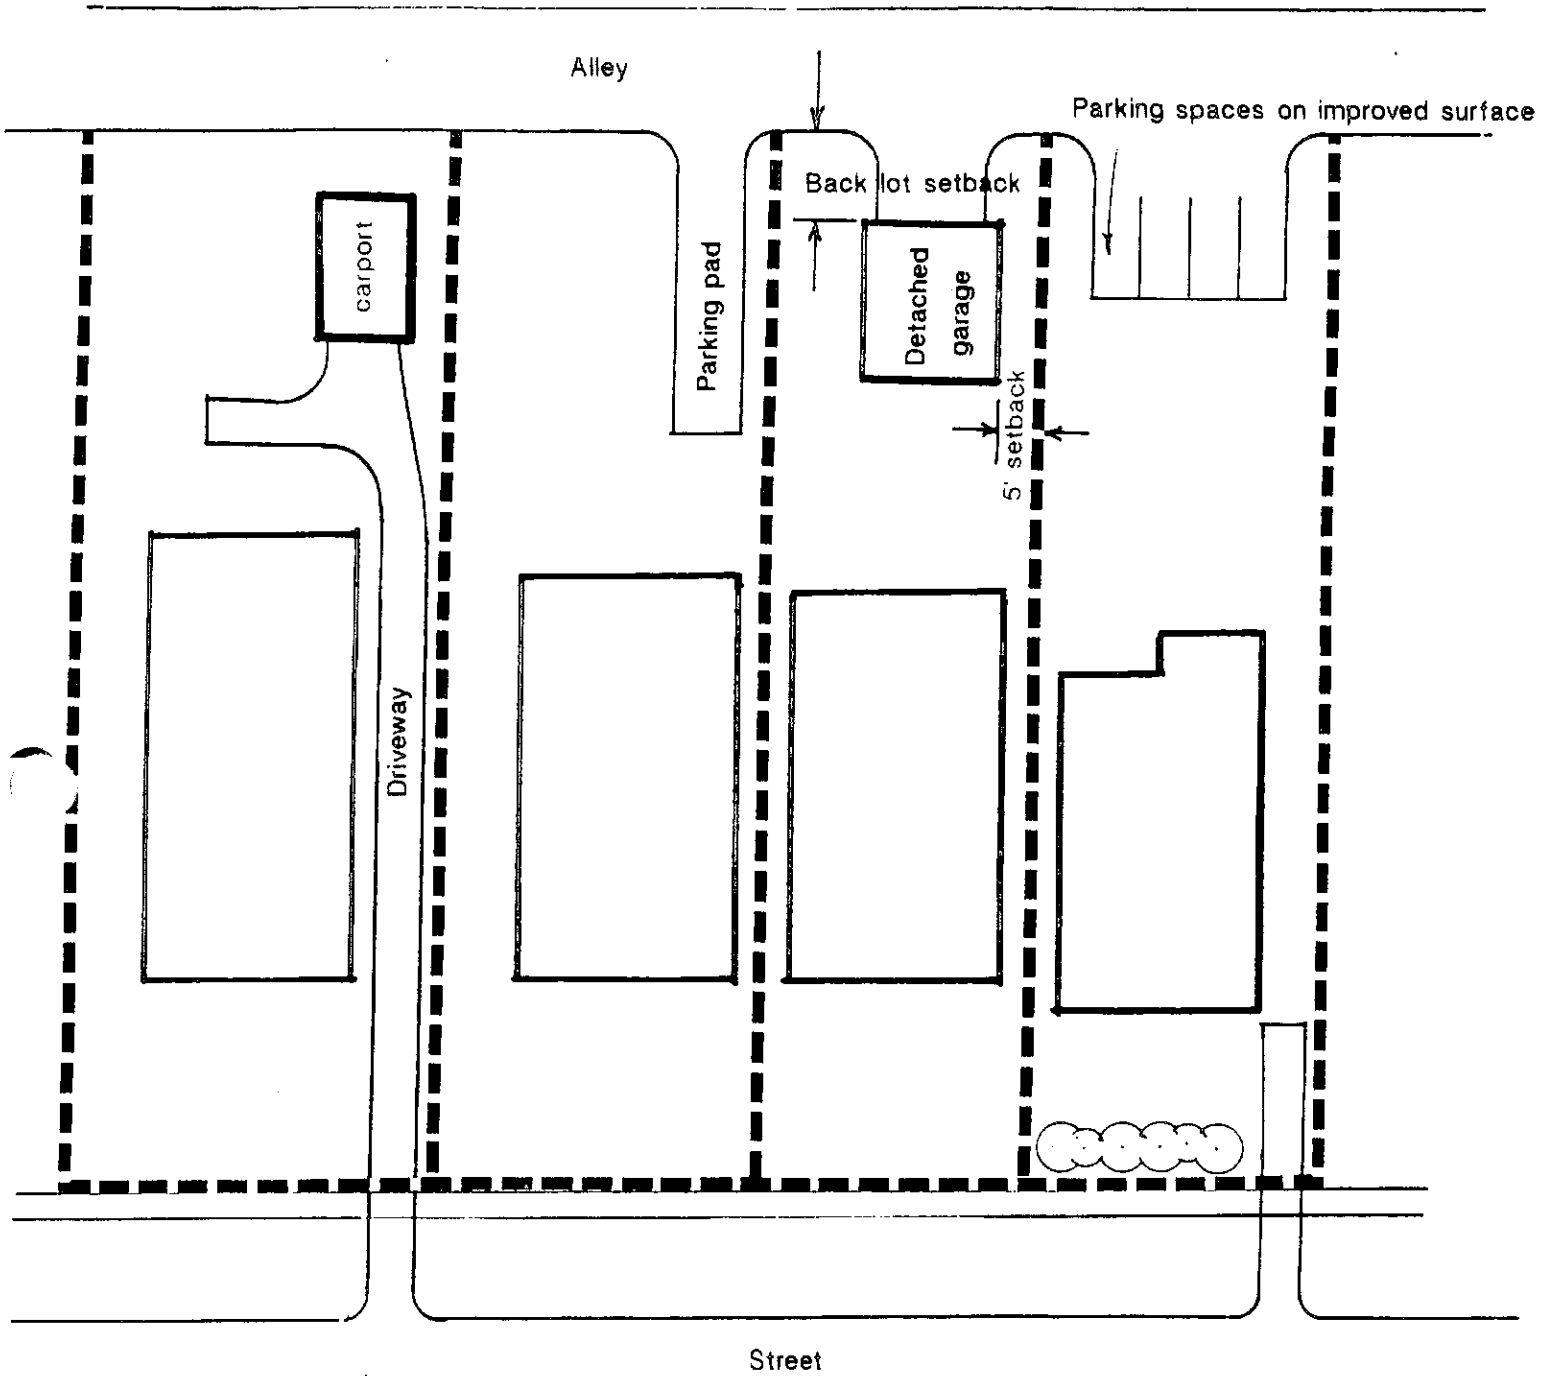 Alley
Parking spaces on improved surface
Back lot setback
carport
Parking pad
Detached
garage
5' setback
Driveway
Street